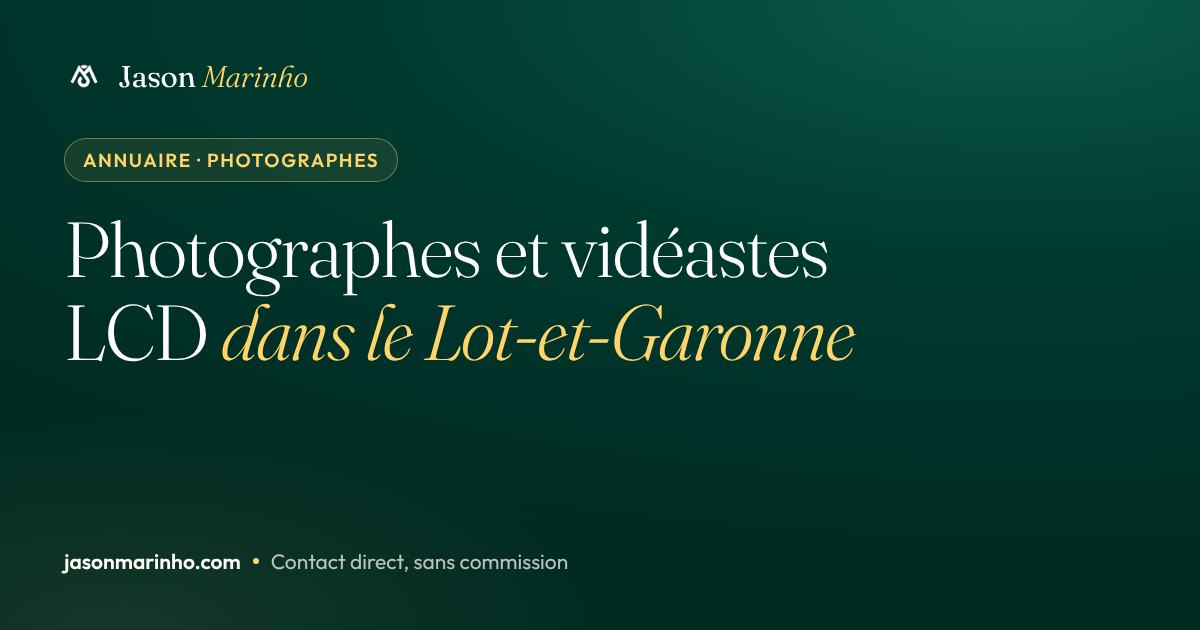 Jason Marinho
ANNUAIRE · PHOTOGRAPHES
Photographes et vidéastes
LCD dans le Lot-et-Garonne
jasonmarinho.com • Contact direct, sans commission